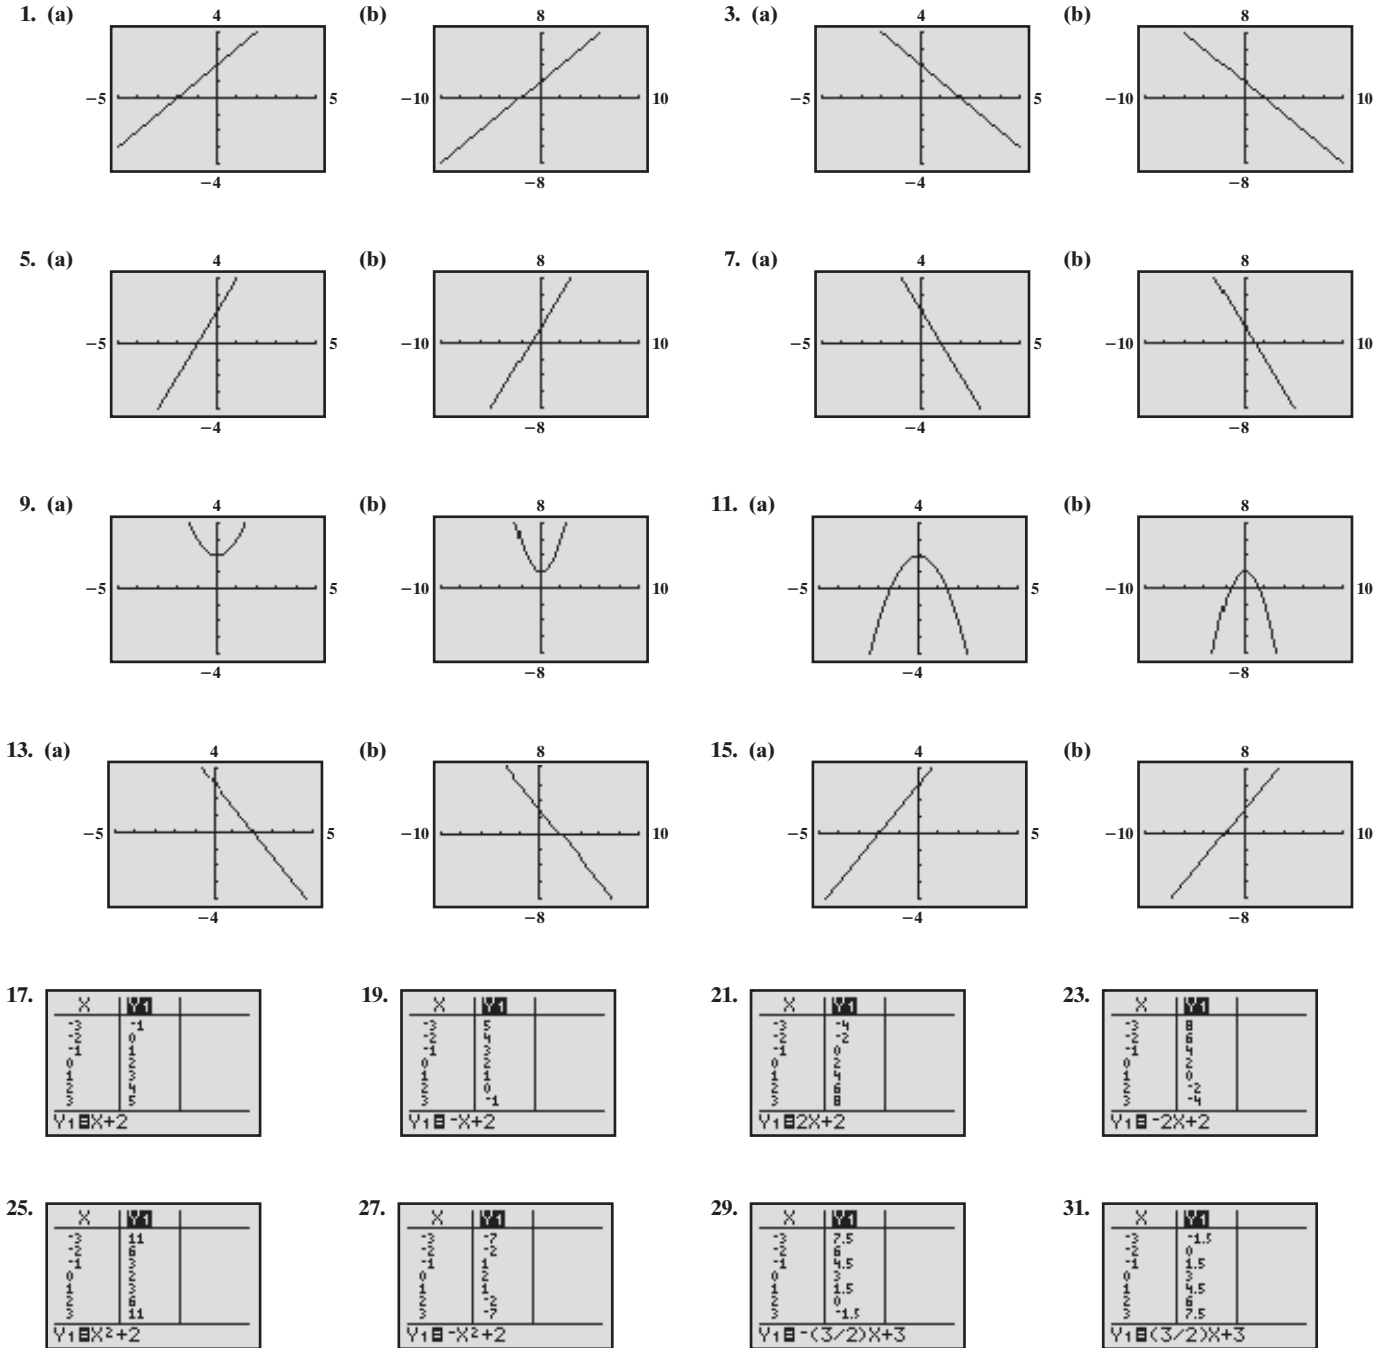 1. (a) 4 (b) 8 3. (a) 4 (b) 8
−5 5 −10 10 −5 5 −10 10
−4 −8 −4 −8
5. (a) 4 (b) 8 7. (a) 4 (b) 8
−5 5 −10 10 −5 5 −10 10
−4 −8 −4 −8
9. (a) 4 (b) 8 11. (a) 4 (b) 8
−5 5 −10 10 −5 5 −10 10
−4 −8 −4 −8
13. (a) 4 (b) 8 15. (a) 4 (b) 8
−5 5 −10 10 −5 5 −10 10
−4 −8 −4 −8
17.
X Y1
-3 -1
-2 0
-1 1
0 2
1 3
2 4
3 5
Y1=X+2
19.
X Y1
-3 5
-2 4
-1 3
0 2
1 1
2 0
3 -1
Y1=-X+2
21.
X Y1
-3 -4
-2 -2
-1 0
0 2
1 4
2 6
3 8
Y1=2X+2
23.
X Y1
-3 8
-2 6
-1 4
0 2
1 0
2 -2
3 -4
Y1=-2X+2
25.
X Y1
-3 11
-2 6
-1 3
0 2
1 3
2 6
3 11
Y1=X²+2
27.
X Y1
-3 -7
-2 -2
-1 1
0 2
1 1
2 -2
3 -7
Y1=-X²+2
29.
X Y1
-3 7.5
-2 6
-1 4.5
0 3
1 1.5
2 0
3 -1.5
Y1=-(3/2)X+3
31.
X Y1
-3 -1.5
-2 0
-1 1.5
0 3
1 4.5
2 6
3 7.5
Y1=(3/2)X+3